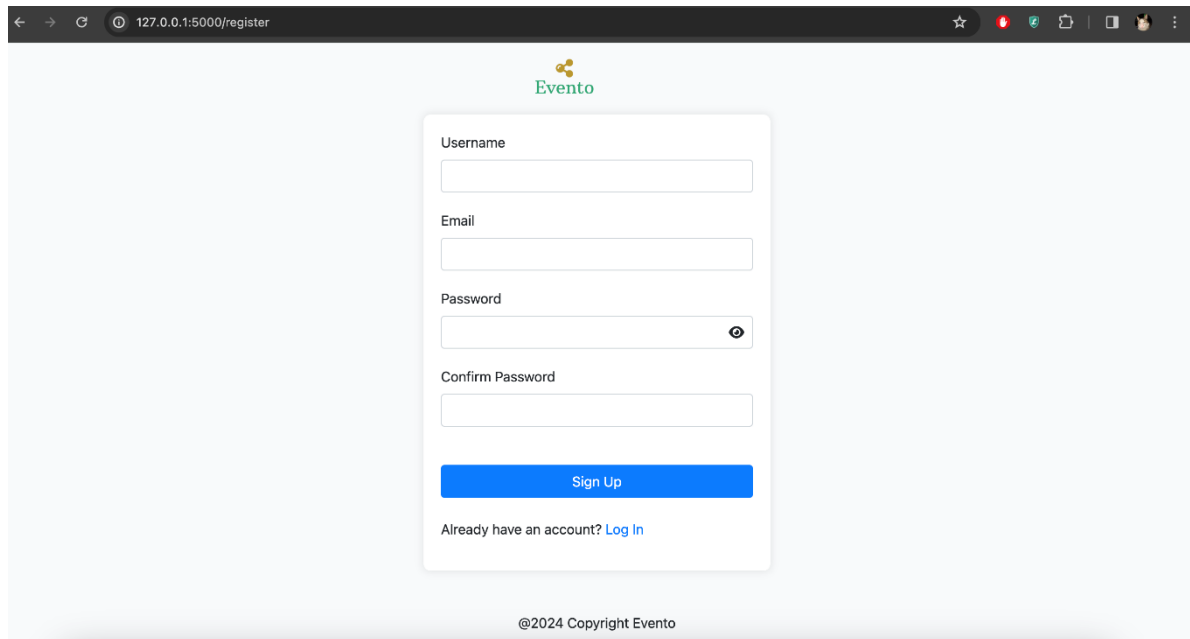 127.0.0.1:5000/register
Evento
Username
Email
Password
Confirm Password
Sign Up
Already have an account? Log In
@2024 Copyright Evento